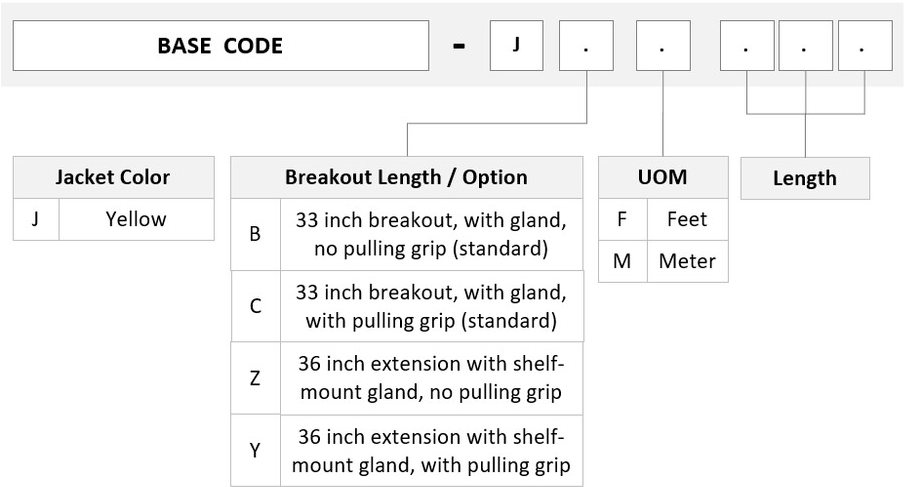 BASE CODE - J . . . . .
Jacket Color
J Yellow
Breakout Length / Option
B 33 inch breakout, with gland,
no pulling grip (standard)
C 33 inch breakout, with gland,
with pulling grip (standard)
Z 36 inch extension with shelf-
mount gland, no pulling grip
Y 36 inch extension with shelf-
mount gland, with pulling grip
UOM
F Feet
M Meter
Length